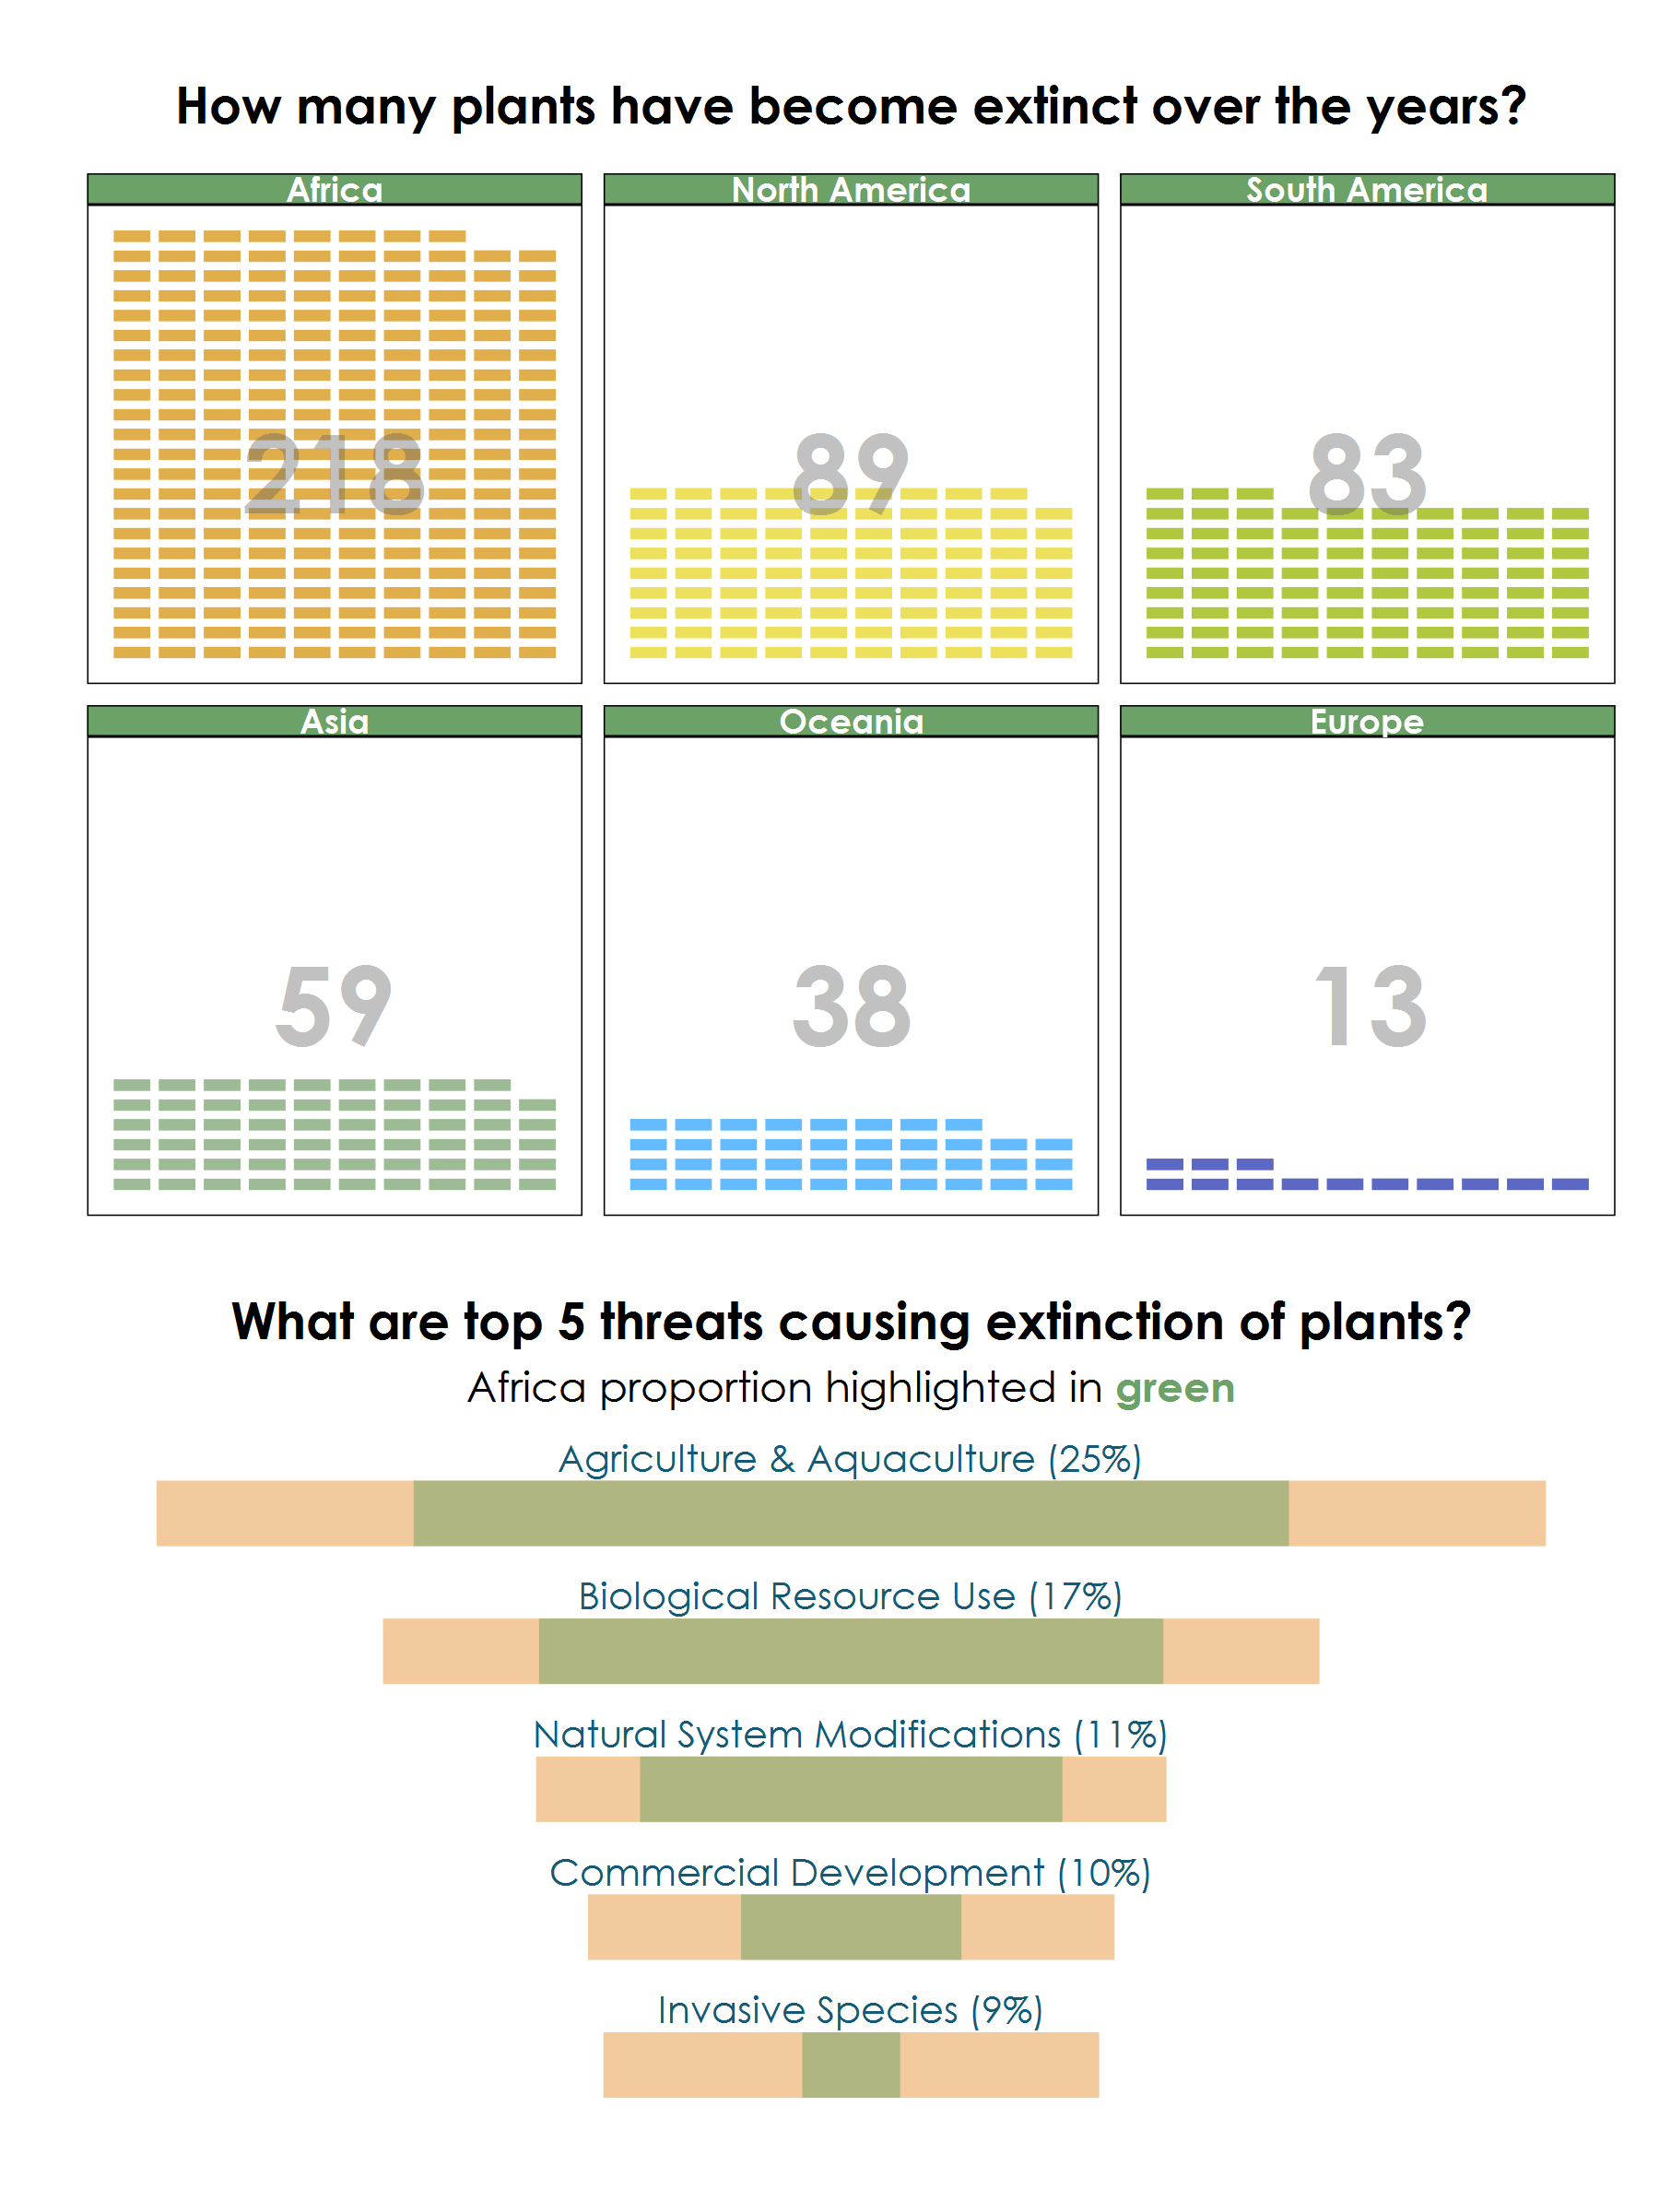 How many plants have become extinct over the years?
Africa
North America
South America
218
89
83
Asia
Oceania
Europe
59
38
13
What are top 5 threats causing extinction of plants?
Africa proportion highlighted in green
Agriculture & Aquaculture (25%)
Biological Resource Use (17%)
Natural System Modifications (11%)
Commercial Development (10%)
Invasive Species (9%)